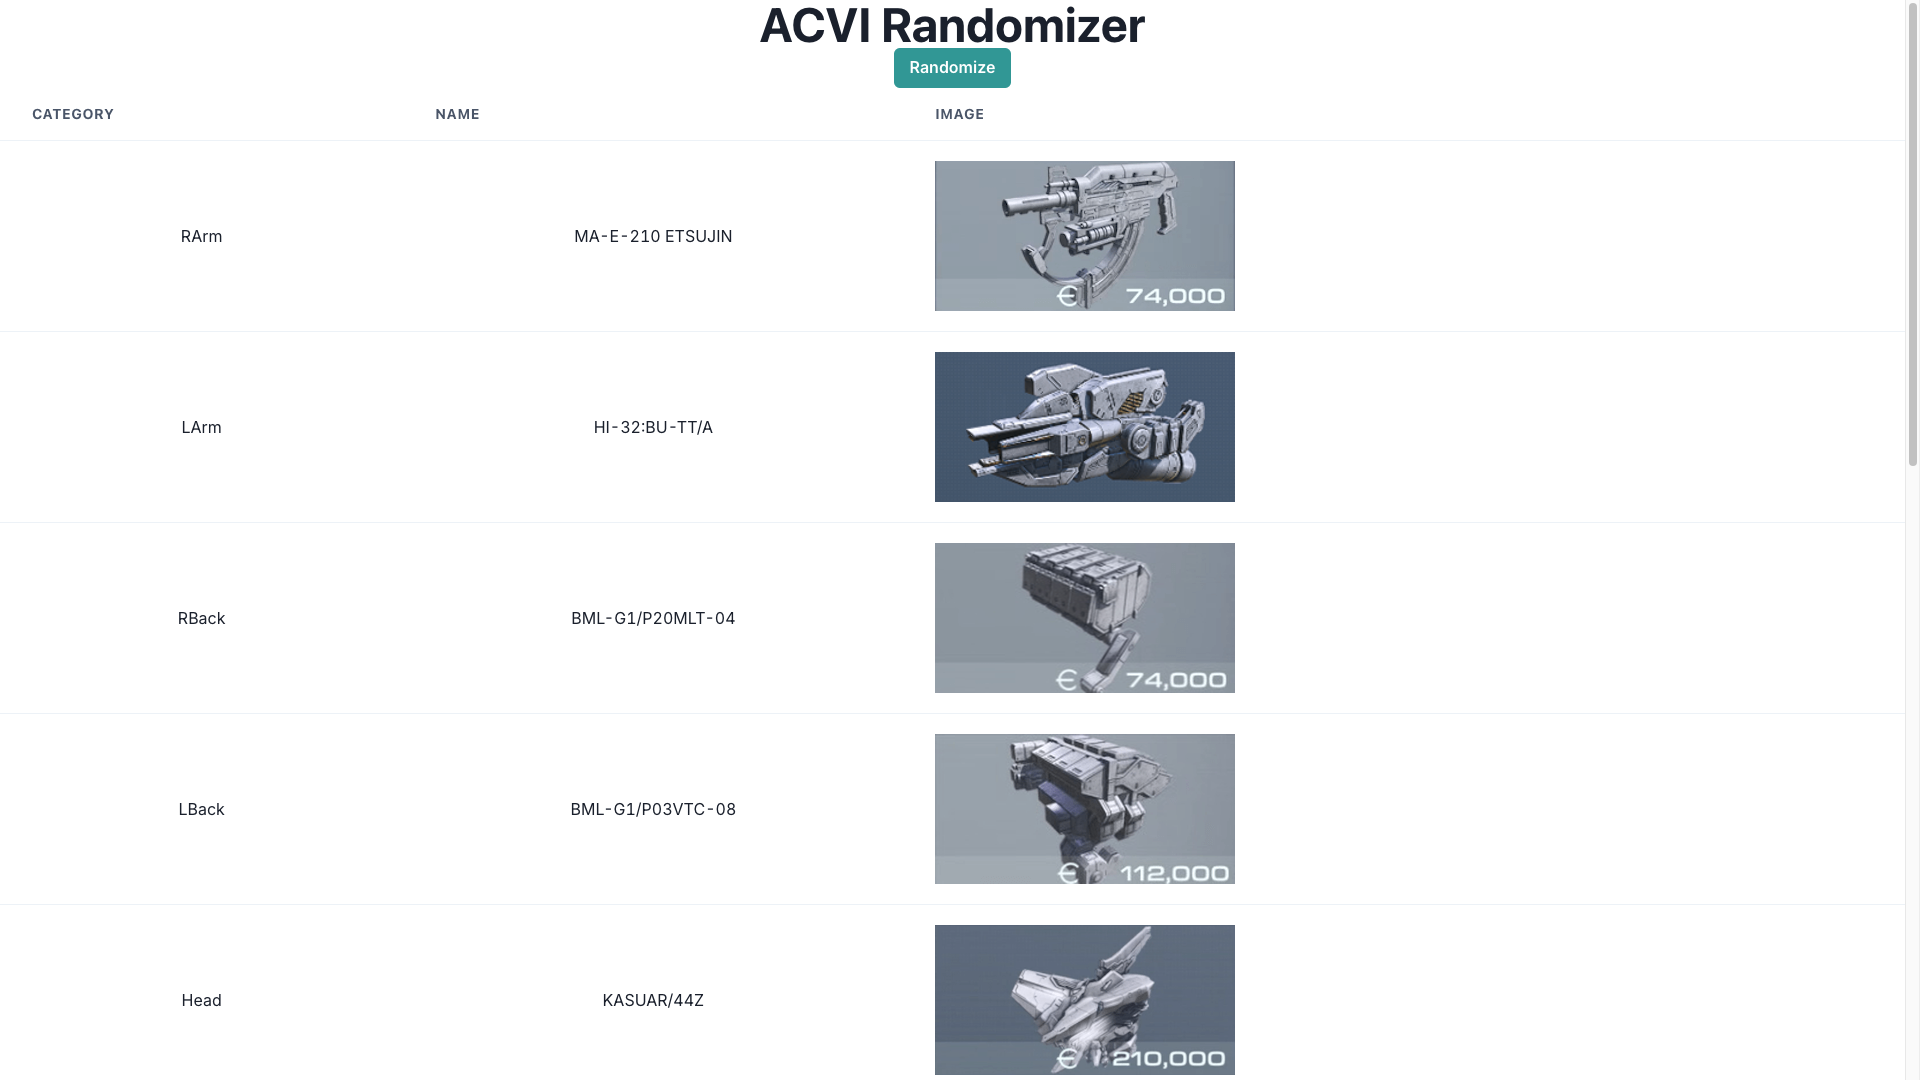 ACVI Randomizer
Randomize
CATEGORY NAME IMAGE
RArm MA-E-210 ETSUJIN
74,000
LArm HI-32:BU-TT/A
RBack BML-G1/P20MLT-04
74,000
LBack BML-G1/P03VTC-08
112,000
Head KASUAR/44Z
210,000